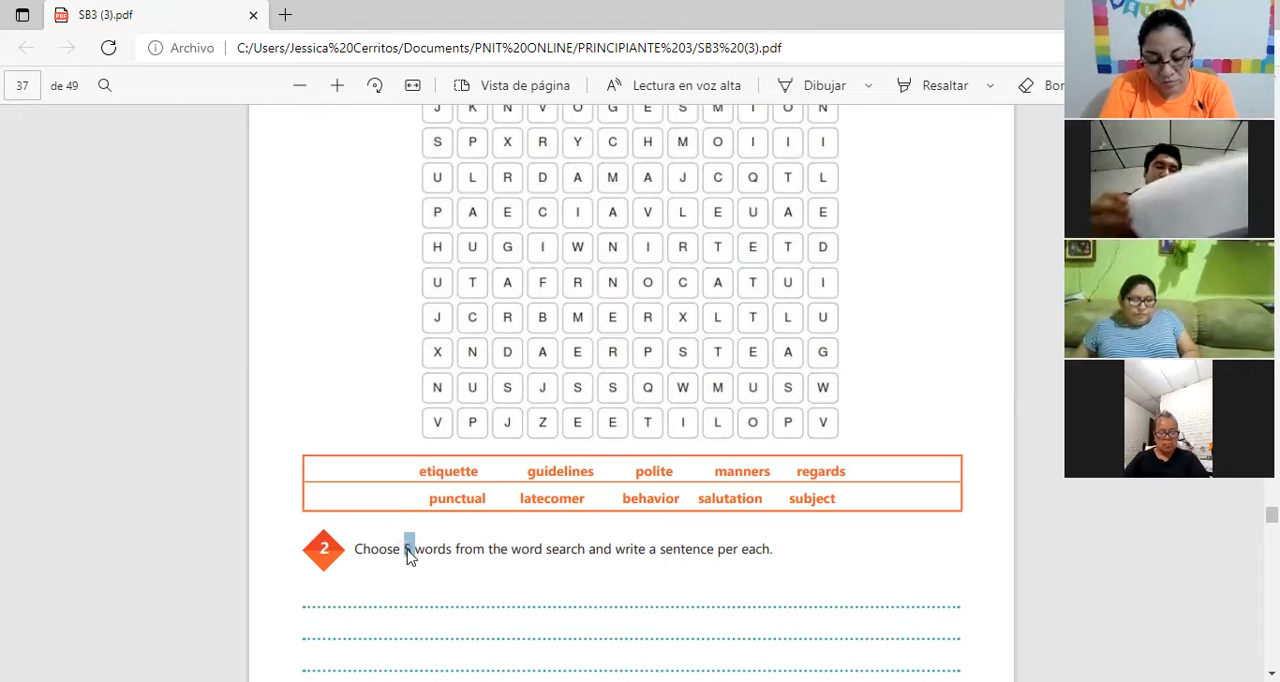 SB3 (3).pdf
Archivo C:/Users/Jessica%20Cerritos/Documents/PNIT%20ONLINE/PRINCIPIANTE%203/SB3%20(3).pdf
37 de 49 Vista de página Lectura en voz alta Dibujar Resaltar Bor
J K N V O G E S M I O N
S P X R Y C H M O I I I
U L R D A M A J C Q T L
P A E C I A V L E U A E
H U G I W N I R T E T D
U T A F R N O C A T U I
J C R B M E R X L T L U
X N D A E R P S T E A G
N U S J S S Q W M U S W
V P J Z E E T I L O P V
etiquette guidelines polite manners regards
punctual latecomer behavior salutation subject
2 Choose 5 words from the word search and write a sentence per each.